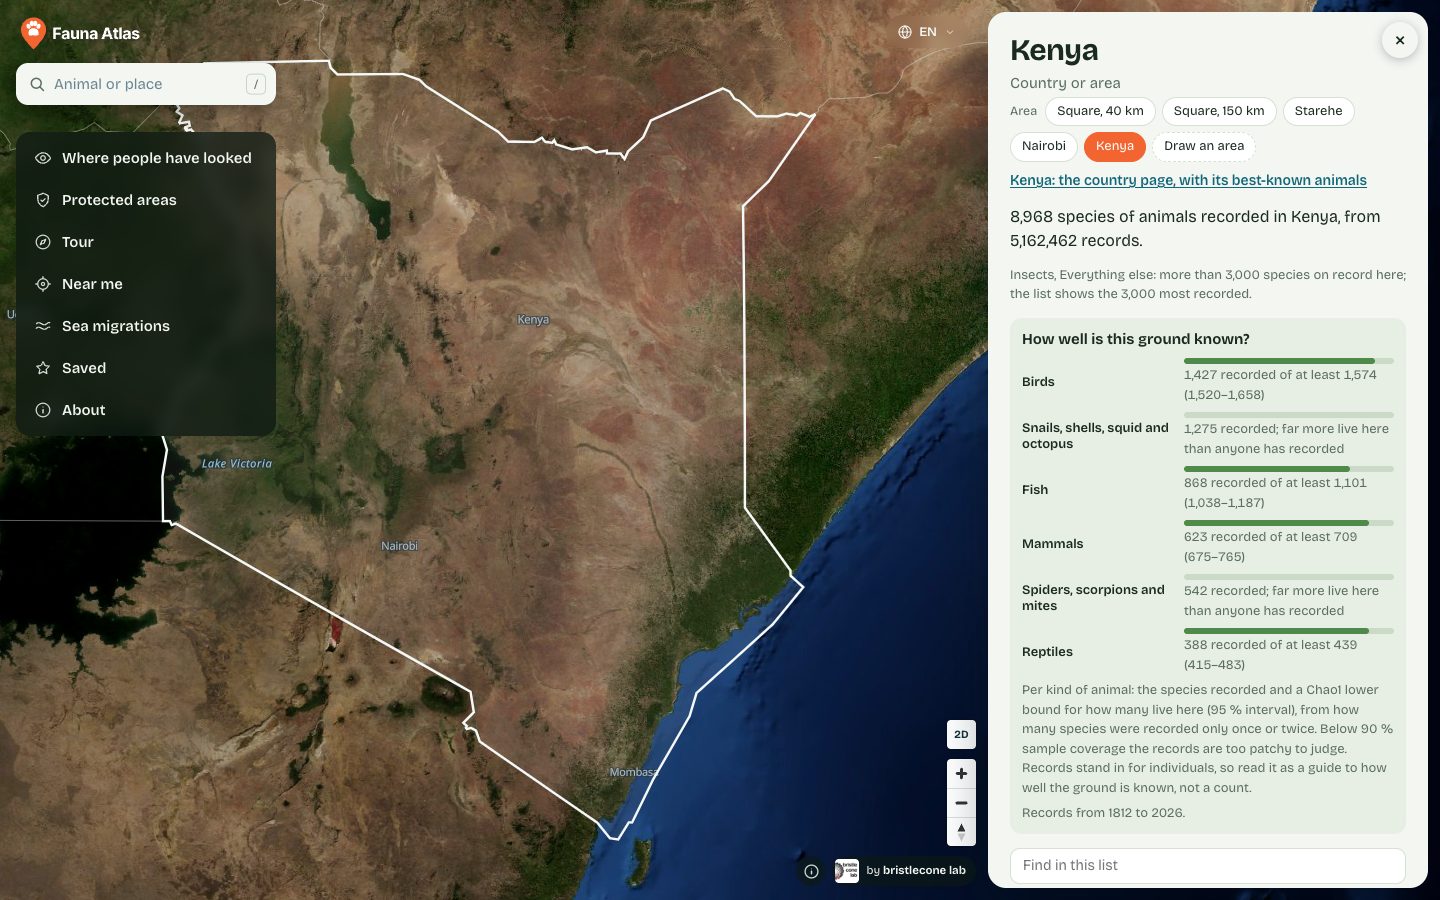 Fauna Atlas
Animal or place
/
Where people have looked
Protected areas
Tour
Near me
Sea migrations
Saved
About
EN
Kenya
Lake Victoria
Nairobi
Mombasa
2D
by bristlecone lab
Kenya
Country or area
Area
Square, 40 km
Square, 150 km
Starehe
Nairobi
Kenya
Draw an area
Kenya: the country page, with its best-known animals
8,968 species of animals recorded in Kenya, from
5,162,462 records.
Insects, Everything else: more than 3,000 species on record here;
the list shows the 3,000 most recorded.
How well is this ground known?
Birds
1,427 recorded of at least 1,574
(1,520–1,658)
Snails, shells, squid and
octopus
1,275 recorded; far more live here
than anyone has recorded
Fish
868 recorded of at least 1,101
(1,038–1,187)
Mammals
623 recorded of at least 709
(675–765)
Spiders, scorpions and
mites
542 recorded; far more live here
than anyone has recorded
Reptiles
388 recorded of at least 439
(415–483)
Per kind of animal: the species recorded and a Chao1 lower
bound for how many live here (95 % interval), from how
many species were recorded only once or twice. Below 90 %
sample coverage the records are too patchy to judge.
Records stand in for individuals, so read it as a guide to how
well the ground is known, not a count.
Records from 1812 to 2026.
Find in this list